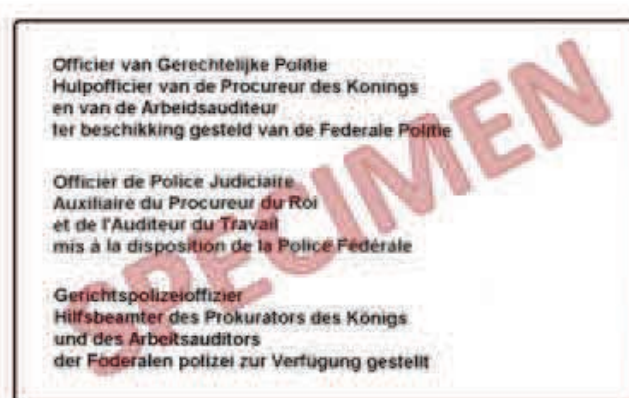 Officier van Gerechtelijke Politie
Hulpofficier van de Procureur des Konings
en van de Arbeidsauditeur
ter beschikking gesteld van de Federale Politie
Officier de Police Judiciaire
Auxiliaire du Procureur du Roi
et de l'Auditeur du Travail
mis à la disposition de la Police Fédérale
Gerichtspolizeioffizier
Hilfsbeamter des Prokurators des Königs
und des Arbeitsauditors
der Föderalen polizei zur Verfügung gestellt
SPECIMEN